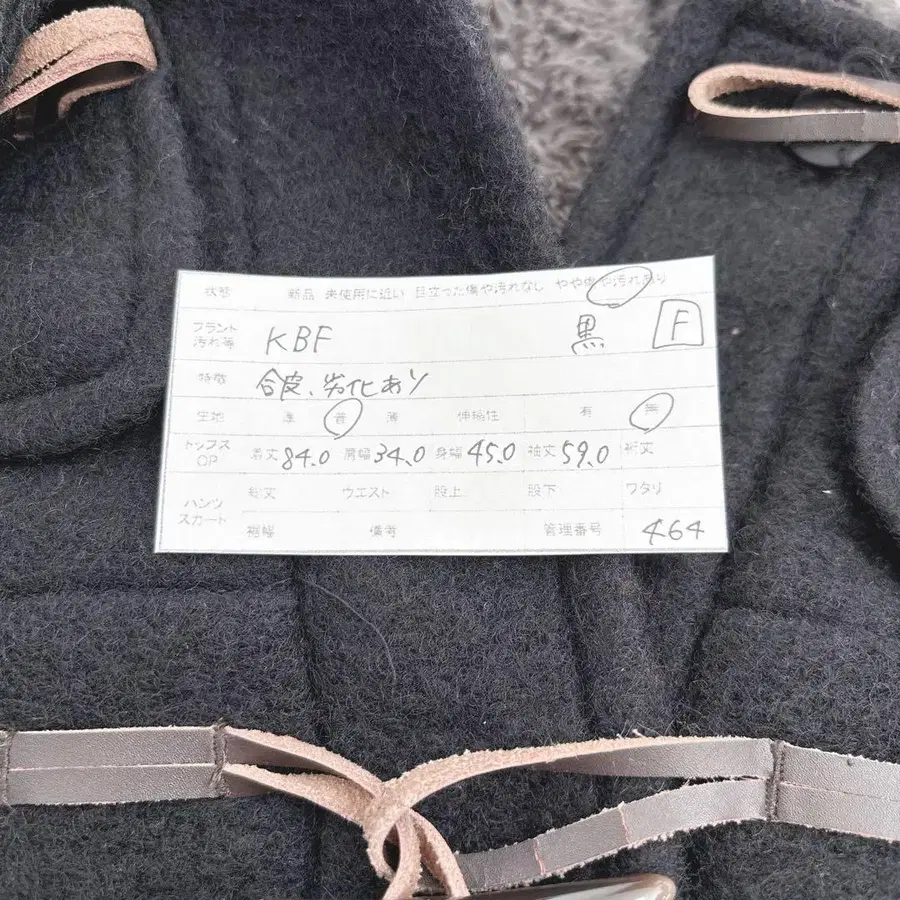 状態 新品 未使用に近い 目立った傷や汚れなし やや傷や汚れあり
ブランド 汚れ等 KBF 黒 F
特徴 合皮、劣化あり
生地 厚 普 薄 伸縮性 有 無
トップス OP 着丈 84.0 肩幅 34.0 身幅 45.0 袖丈 59.0 裄丈
パンツ スカート 総丈 ウエスト 股上 股下 ワタリ
裾幅 備考 管理番号 464